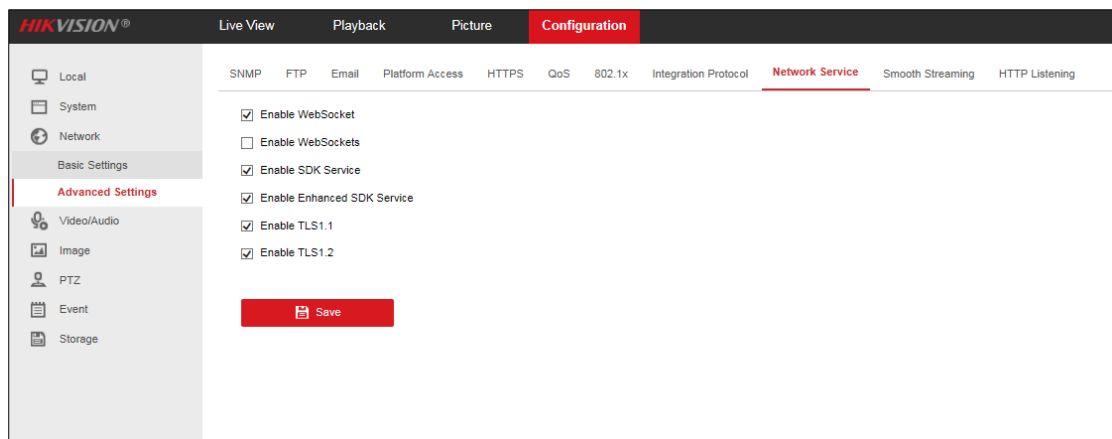 HIKVISION® Live View Playback Picture Configuration
Local
System
Network
Basic Settings
Advanced Settings
Video/Audio
Image
PTZ
Event
Storage
SNMP FTP Email Platform Access HTTPS QoS 802.1x Integration Protocol Network Service Smooth Streaming HTTP Listening
Enable WebSocket
Enable WebSockets
Enable SDK Service
Enable Enhanced SDK Service
Enable TLS1.1
Enable TLS1.2
Save